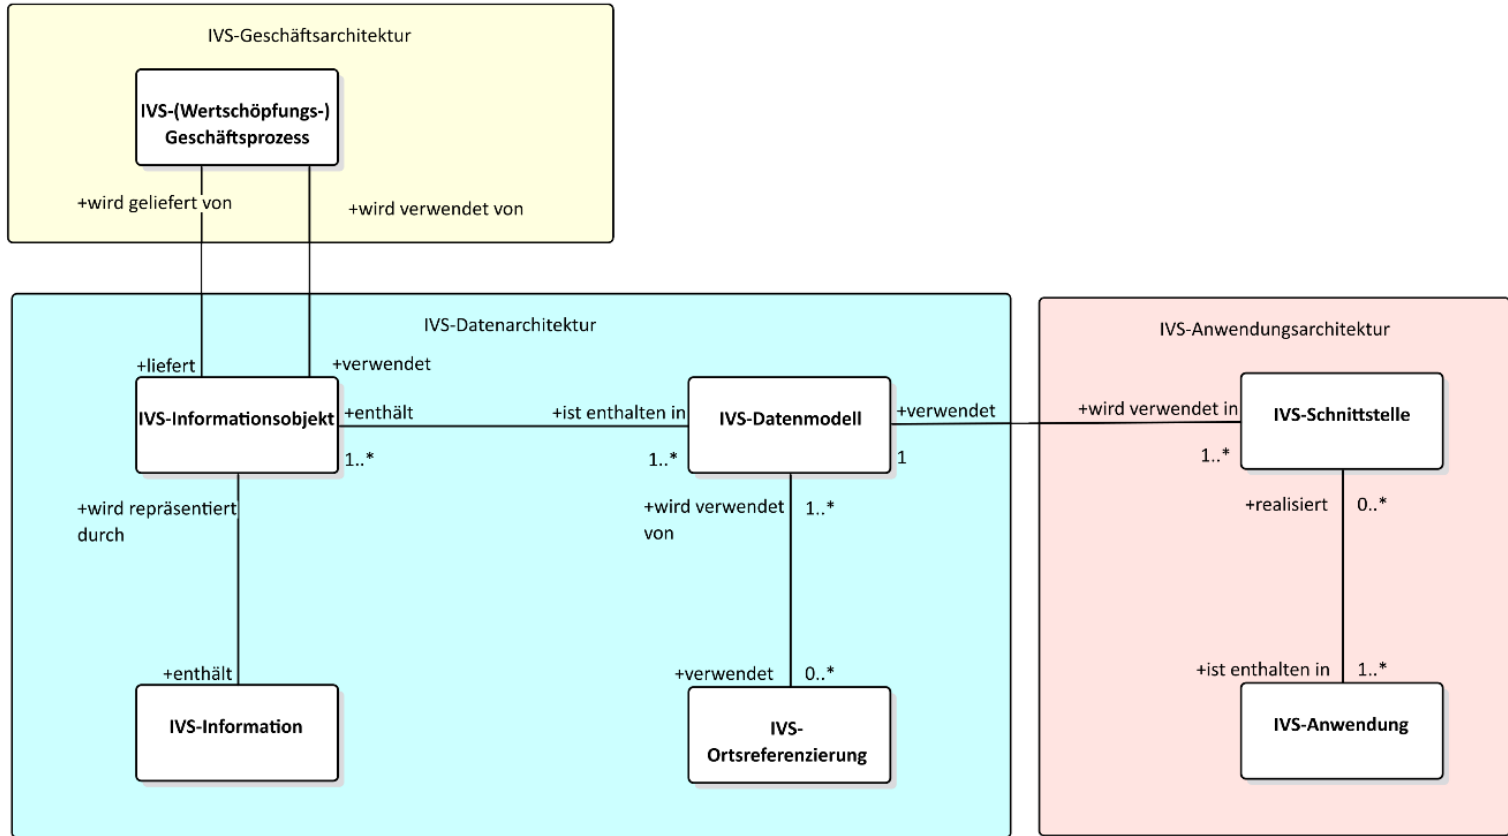 IVS-Geschäftsarchitektur
IVS-(Wertschöpfungs-)
Geschäftsprozess
+wird geliefert von
+wird verwendet von
IVS-Datenarchitektur
IVS-Anwendungsarchitektur
+liefert
+verwendet
IVS-Informationsobjekt
+enthält
+ist enthalten in
1..*
1..*
IVS-Datenmodell
+verwendet
+wird verwendet in
1
1..*
IVS-Schnittstelle
+wird repräsentiert
durch
+wird verwendet
von
1..*
+realisiert
0..*
+enthält
+verwendet
0..*
+ist enthalten in
1..*
IVS-Information
IVS-
Ortsreferenzierung
IVS-Anwendung